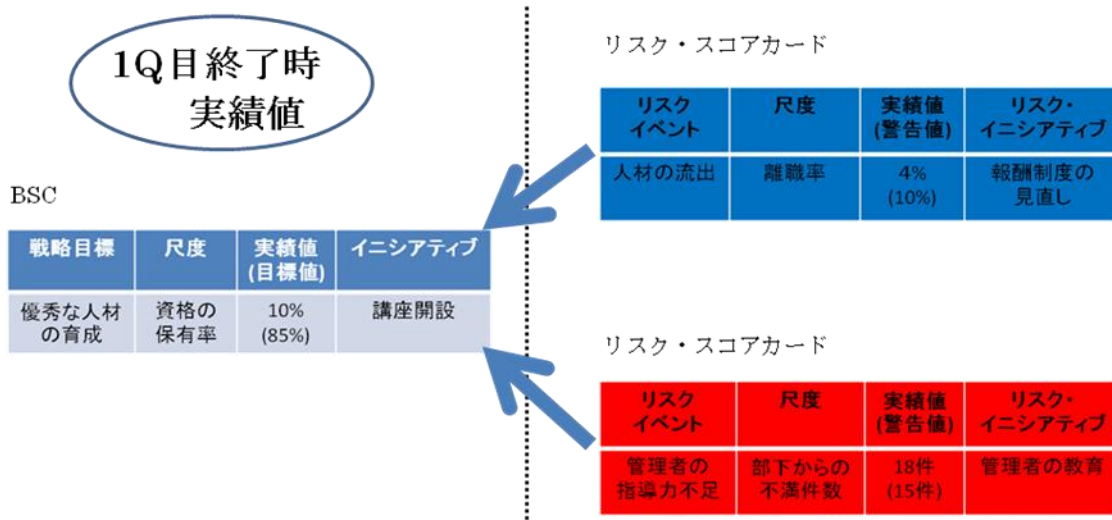 1Q目終了時
実績値
BSC
戦略目標 尺度 実績値 イニシアティブ
(目標値)
優秀な人材 資格の 10% 講座開設
の育成 保有率 (85%)
リスク・スコアカード
リスク 尺度 実績値 リスク・
イベント (警告値) イニシアティブ
人材の流出 離職率 4% 報酬制度の
(10%) 見直し
リスク・スコアカード
リスク 尺度 実績値 リスク・
イベント (警告値) イニシアティブ
管理者の 部下からの 18件 管理者の教育
指導力不足 不満件数 (15件)